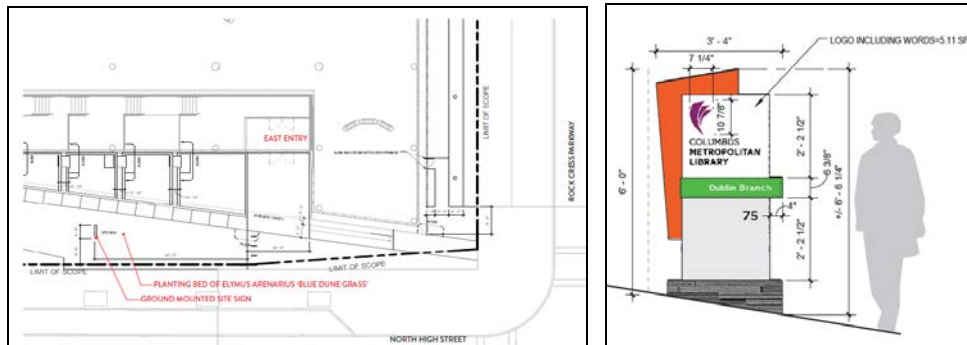 EAST ENTRY
LIMIT OF SCOPE
ROCK CRESS PARKWAY
LIMIT OF SCOPE
LIMIT OF SCOPE
PLANTING BED OF ELYMUS ARENARIUS 'BLUE DUNE GRASS'
GROUND MOUNTED SITE SIGN
NORTH HIGH STREET
3' - 4"
LOGO INCLUDING WORDS=5.11 SF
7 1/4"
10 7/8"
COLUMBUS
METROPOLITAN
LIBRARY
2' - 2 1/2"
6' - 0"
Dublin Branch
6 3/8"
+/- 6' - 6 1/4"
75
4"
2' - 2 1/2"